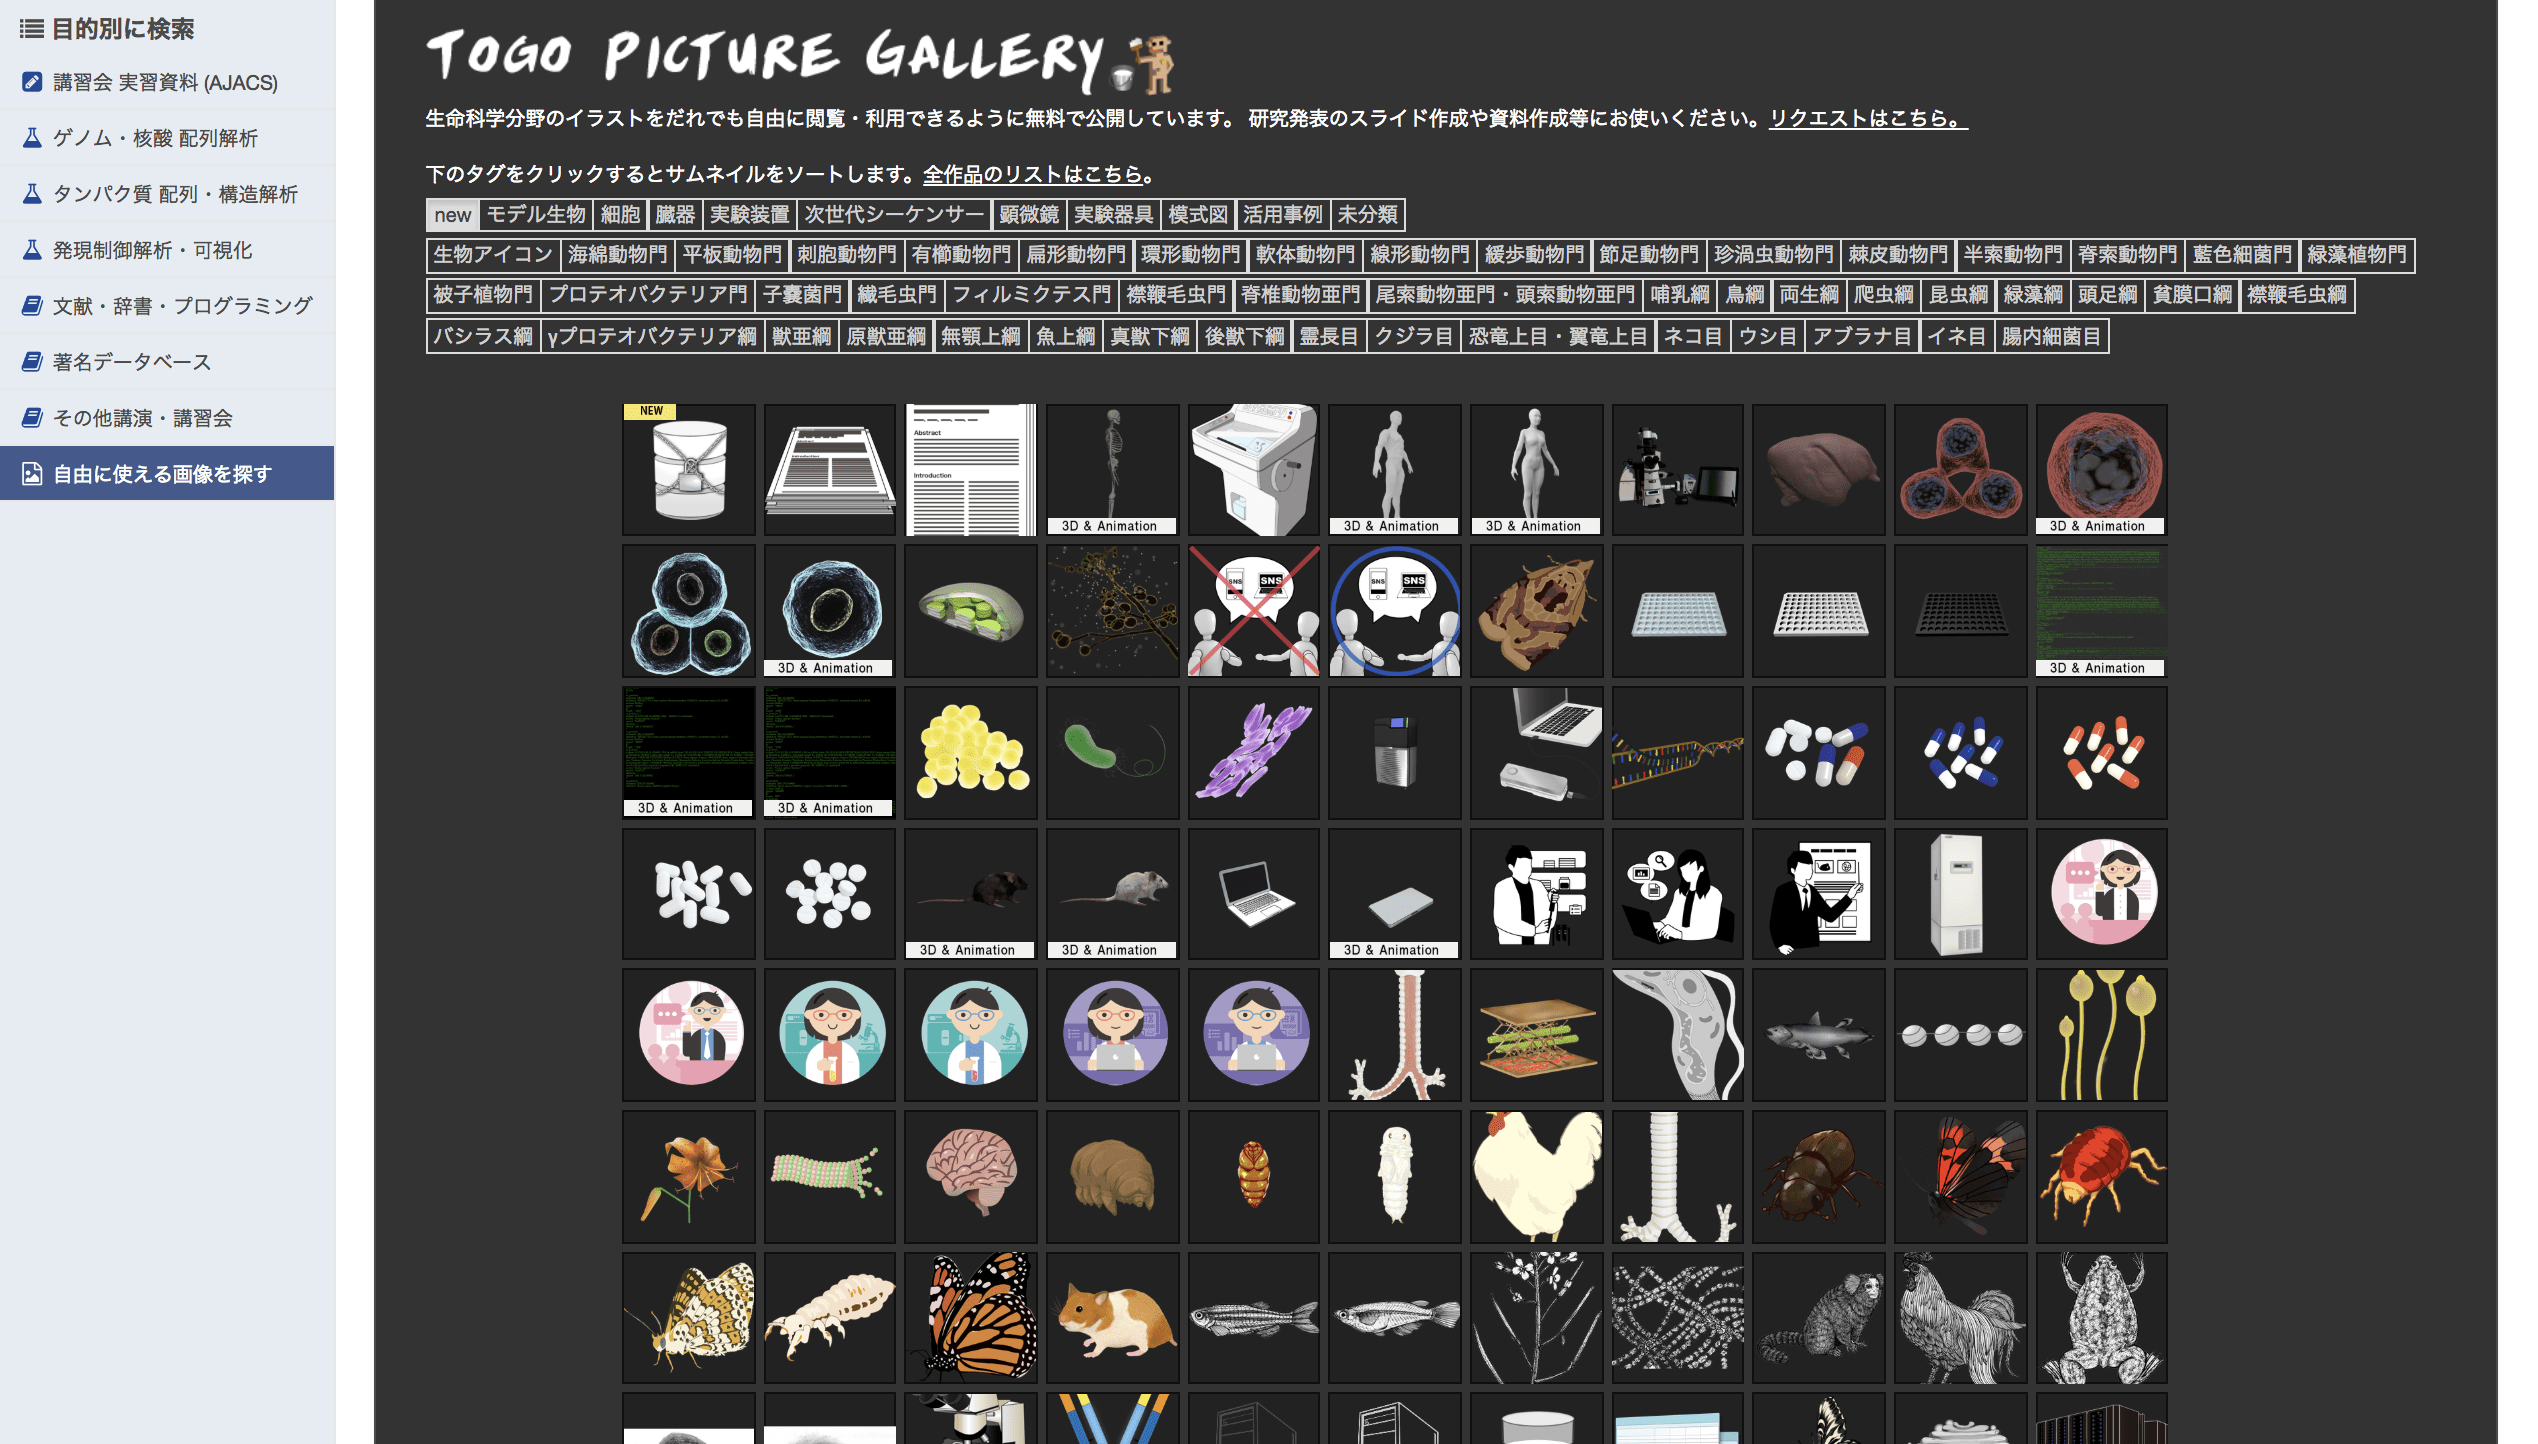 目的別に検索
講習会 実習資料 (AJACS)
ゲノム・核酸 配列解析
タンパク質 配列・構造解析
発現制御解析・可視化
文献・辞書・プログラミング
著名データベース
その他講演・講習会
自由に使える画像を探す
TOGO PICTURE GALLERY
生命科学分野のイラストをだれでも自由に閲覧・利用できるように無料で公開しています。 研究発表のスライド作成や資料作成等にお使いください。リクエストはこちら。
下のタグをクリックするとサムネイルをソートします。全作品のリストはこちら。
new モデル生物 細胞 臓器 実験装置 次世代シーケンサー 顕微鏡 実験器具 模式図 活用事例 未分類
生物アイコン 海綿動物門 平板動物門 刺胞動物門 有櫛動物門 扁形動物門 環形動物門 軟体動物門 線形動物門 緩歩動物門 節足動物門 珍渦虫動物門 棘皮動物門 半索動物門 脊索動物門 藍色細菌門 緑藻植物門
被子植物門 プロテオバクテリア門 子嚢菌門 繊毛虫門 フィルミクテス門 襟鞭毛虫門 脊椎動物亜門 尾索動物亜門・頭索動物亜門 哺乳綱 鳥綱 両生綱 爬虫綱 昆虫綱 緑藻綱 頭足綱 貧膜口綱 襟鞭毛虫綱
バシラス綱 γプロテオバクテリア綱 獣亜綱 原獣亜綱 無顎上綱 魚上綱 真獣下綱 後獣下綱 霊長目 クジラ目 恐竜上目・翼竜上目 ネコ目 ウシ目 アブラナ目 イネ目 腸内細菌目
NEW
Abstract
Introduction
3D & Animation
3D & Animation
3D & Animation
3D & Animation
SNS SNS
SNS SNS
3D & Animation
3D & Animation
3D & Animation
3D & Animation
3D & Animation
3D & Animation
3D & Animation